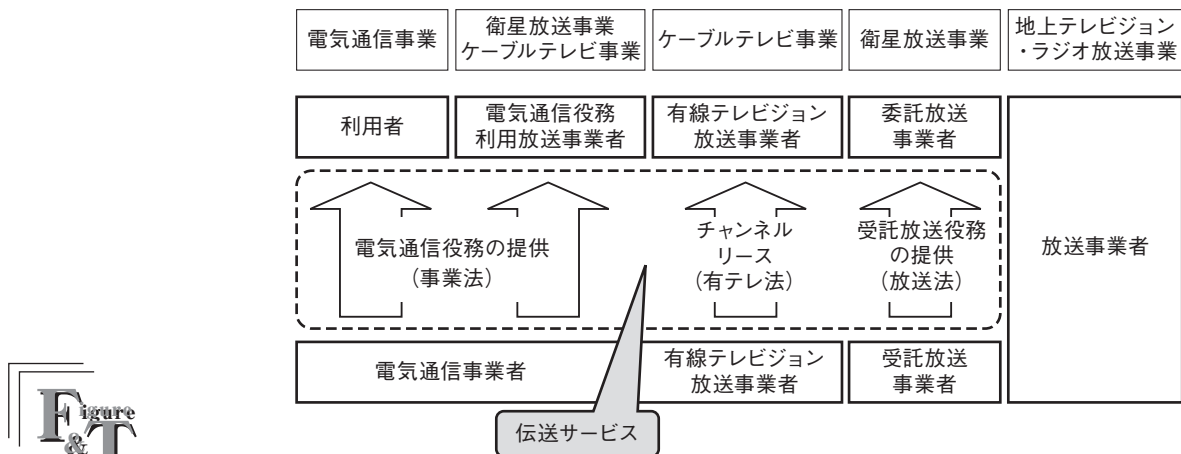 電気通信事業
衛星放送事業
ケーブルテレビ事業
ケーブルテレビ事業
衛星放送事業
地上テレビジョン
・ラジオ放送事業
利用者
電気通信役務
利用放送事業者
有線テレビジョン
放送事業者
委託放送
事業者
放送事業者
電気通信役務の提供
（事業法）
チャンネル
リース
（有テレ法）
受託放送役務
の提供
（放送法）
電気通信事業者
有線テレビジョン
放送事業者
受託放送
事業者
伝送サービス
Figure
&T